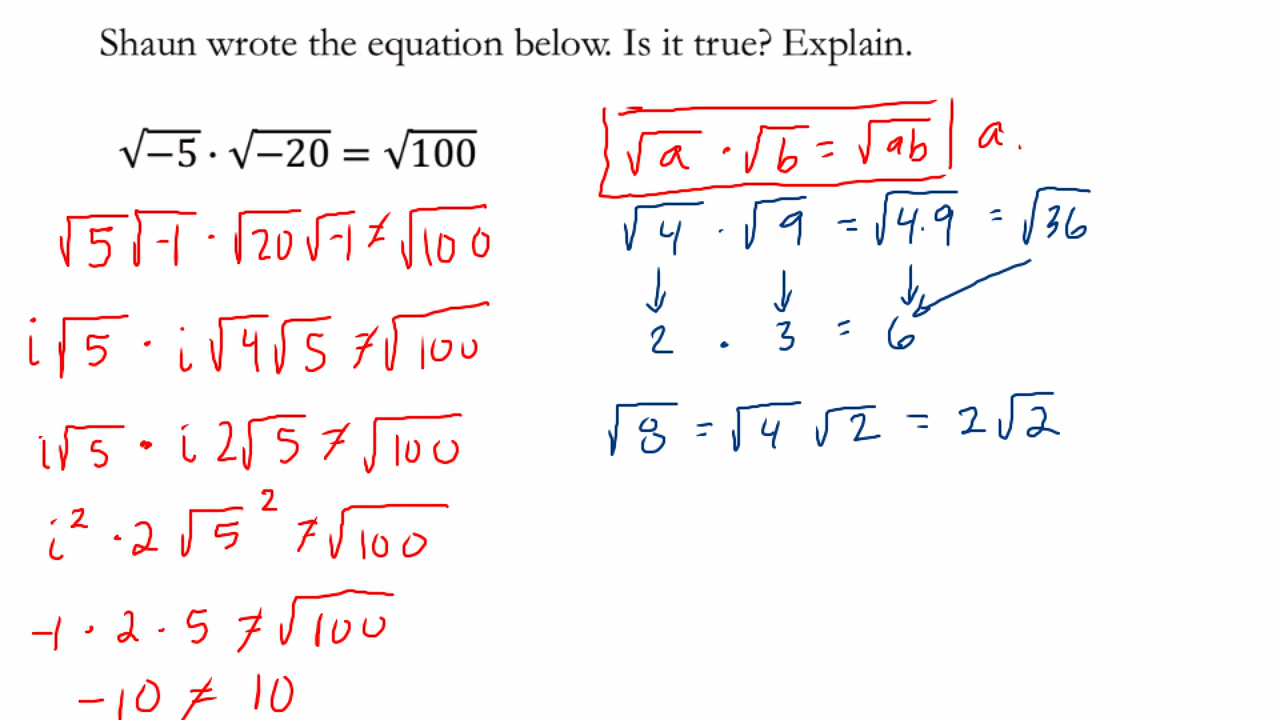 Shaun wrote the equation below. Is it true? Explain.
√−5 · √−20 = √100
√5 √-1 · √20 √-1 ≠ √100
i√5 · i √4 √5 ≠ √100
i√5 · i 2√5 ≠ √100
i² · 2 √5² ≠ √100
-1 · 2 · 5 ≠ √100
-10 ≠ 10
√a · √b = √ab a.
√4 · √9 = √4.9 = √36
2 . 3 = 6
√8 = √4 √2 = 2√2